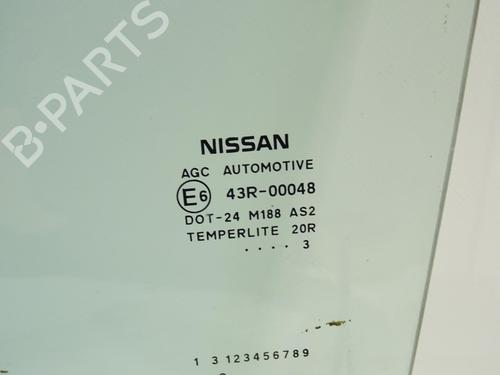 B-PARTS
NISSAN
AGC AUTOMOTIVE
E6 43R-00048
DOT-24 M188 AS2
TEMPERLITE 20R
.... 3
1 3 123456789